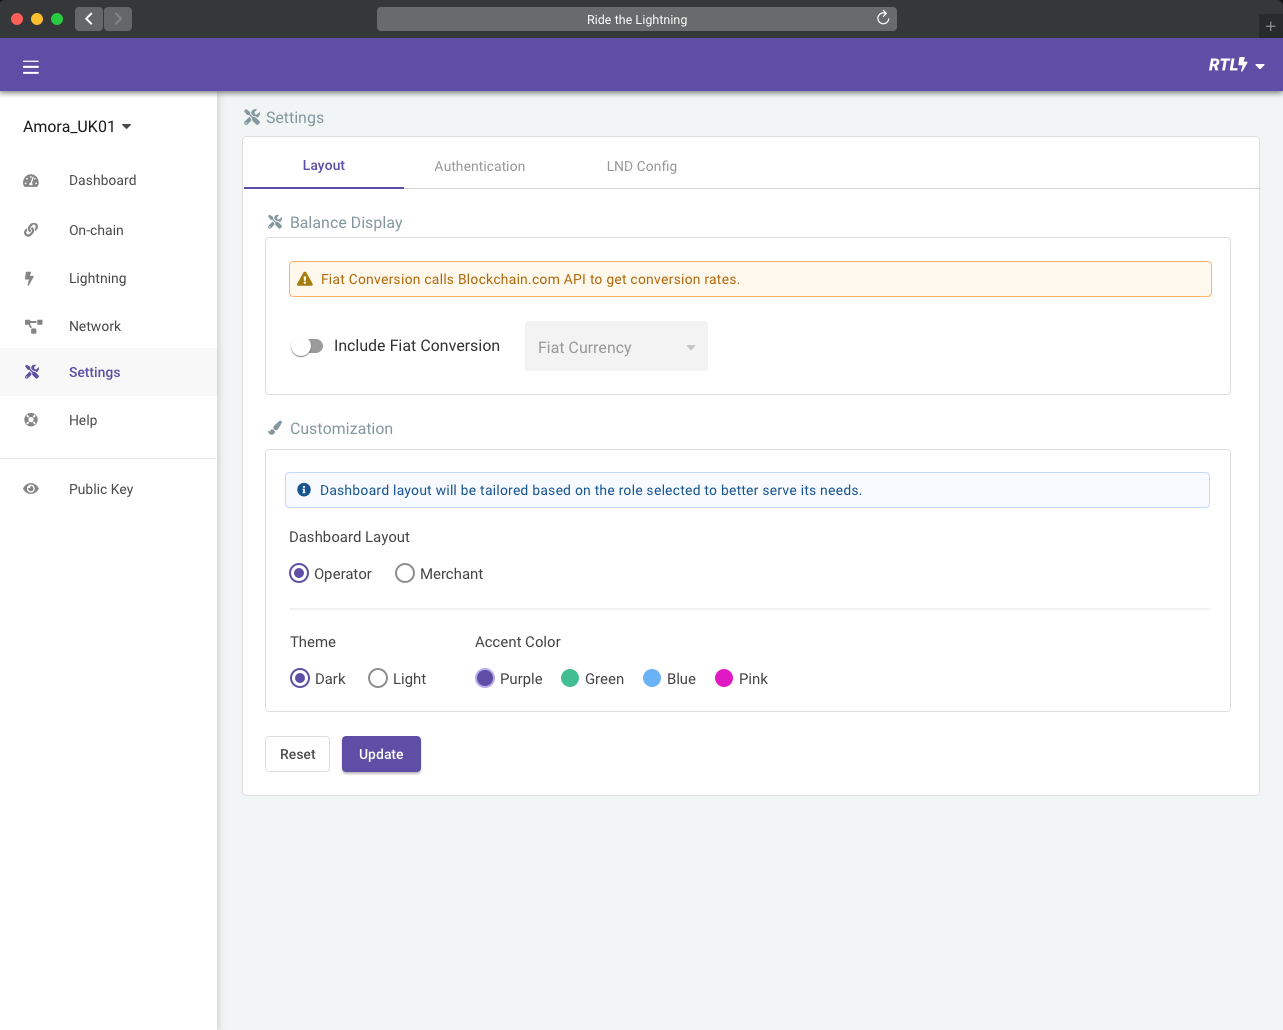 Ride the Lightning
RTL
Amora_UK01
Dashboard
On-chain
Lightning
Network
Settings
Help
Public Key
Settings
Layout
Authentication
LND Config
Balance Display
Fiat Conversion calls Blockchain.com API to get conversion rates.
Include Fiat Conversion
Fiat Currency
Customization
Dashboard layout will be tailored based on the role selected to better serve its needs.
Dashboard Layout
Operator
Merchant
Theme
Accent Color
Dark
Light
Purple
Green
Blue
Pink
Reset
Update